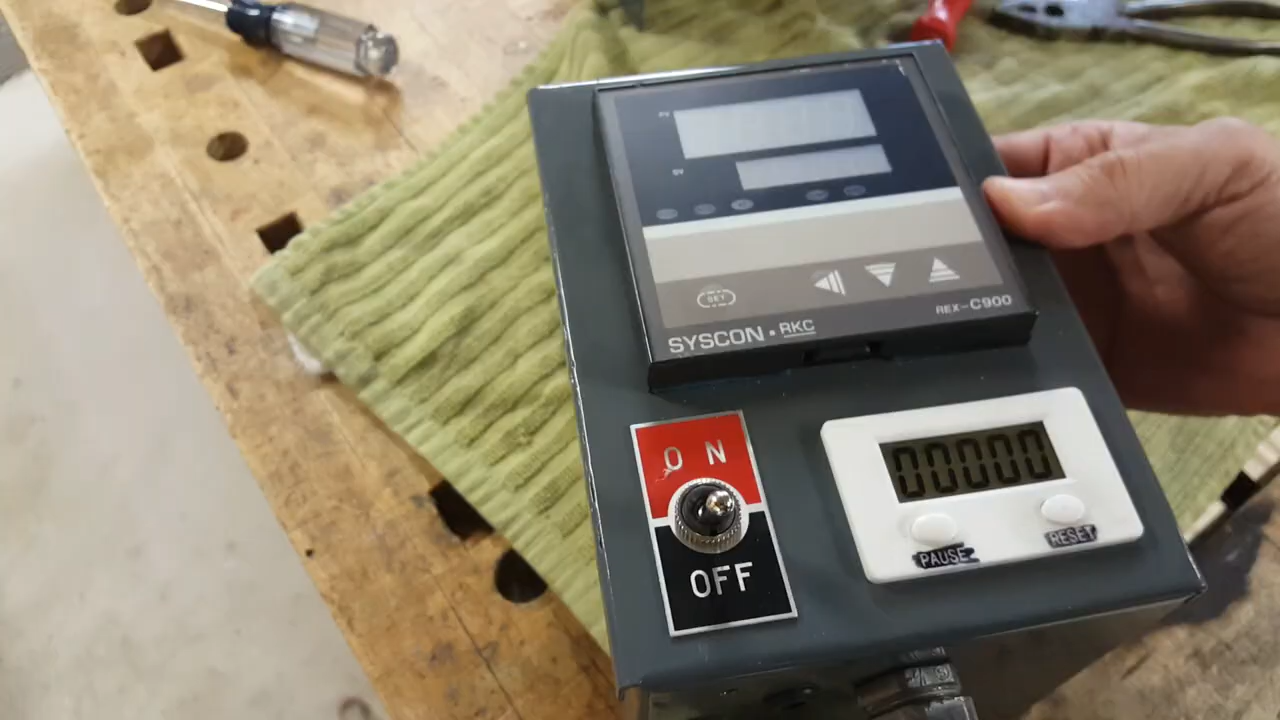 PV
SV
SET
SYSCON • RKC
REX-C900
ON
OFF
00000
PAUSE
RESET